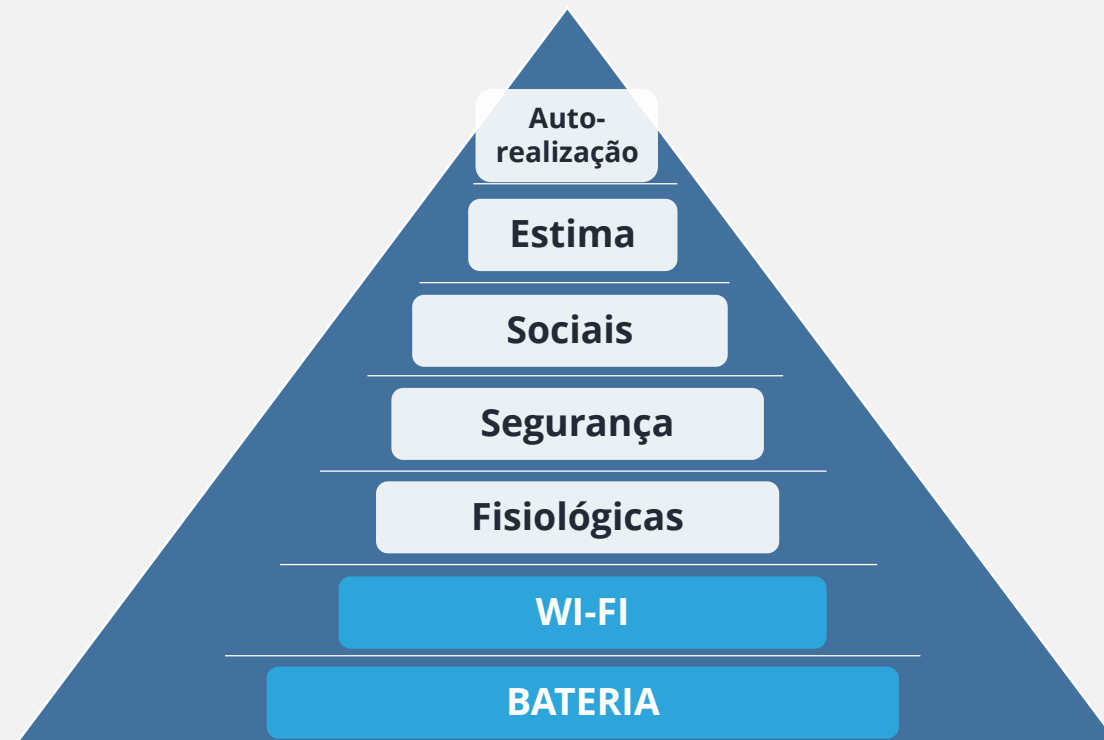 Auto-
realização
Estima
Sociais
Segurança
Fisiológicas
WI-FI
BATERIA